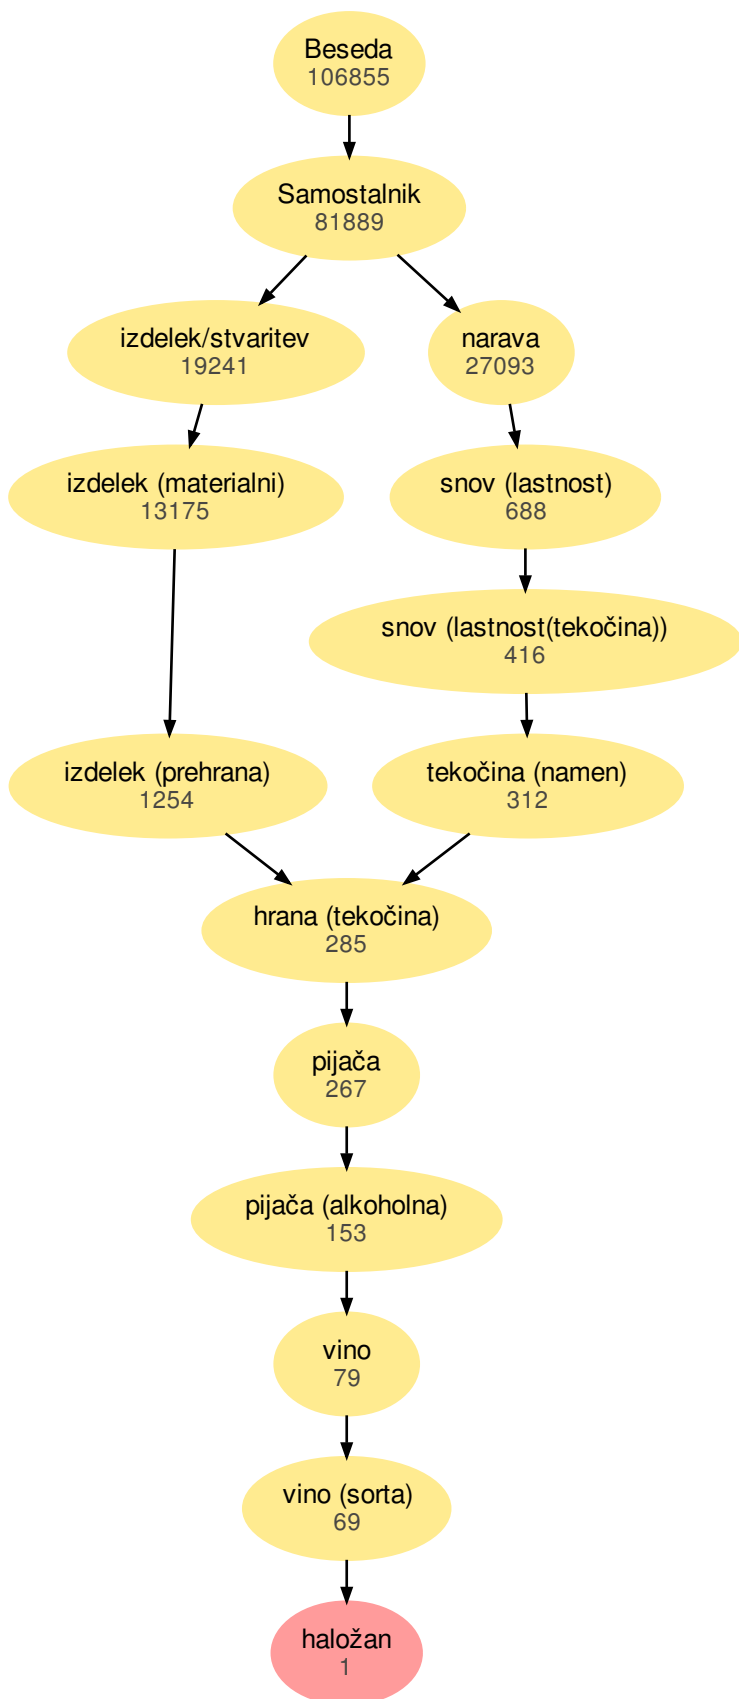 Beseda
106855
Samostalnik
81889
izdelek/stvaritev
19241
narava
27093
izdelek (materialni)
13175
snov (lastnost)
688
snov (lastnost(tekočina))
416
izdelek (prehrana)
1254
tekočina (namen)
312
hrana (tekočina)
285
pijača
267
pijača (alkoholna)
153
vino
79
vino (sorta)
69
haložan
1